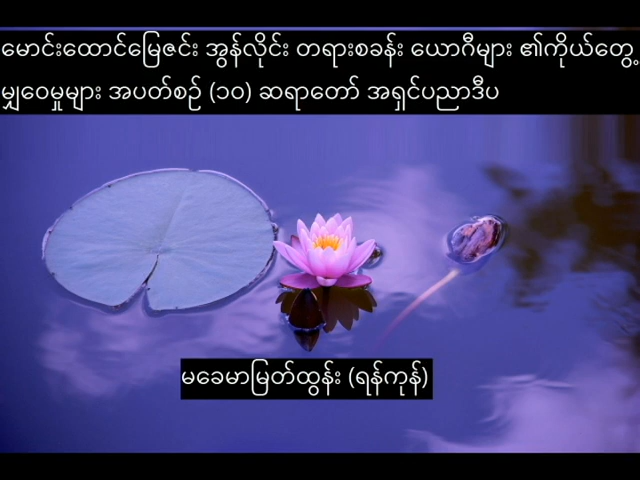 မောင်းထောင်မြေဇင်း အွန်လိုင်း တရားစခန်း ယောဂီများ ၏ကိုယ်တွေ့
မျှဝေမှုများ အပတ်စဉ် (၁၀) ဆရာတော် အရှင်ပညာဒီပ
မခေမာမြတ်ထွန်း (ရန်ကုန်)